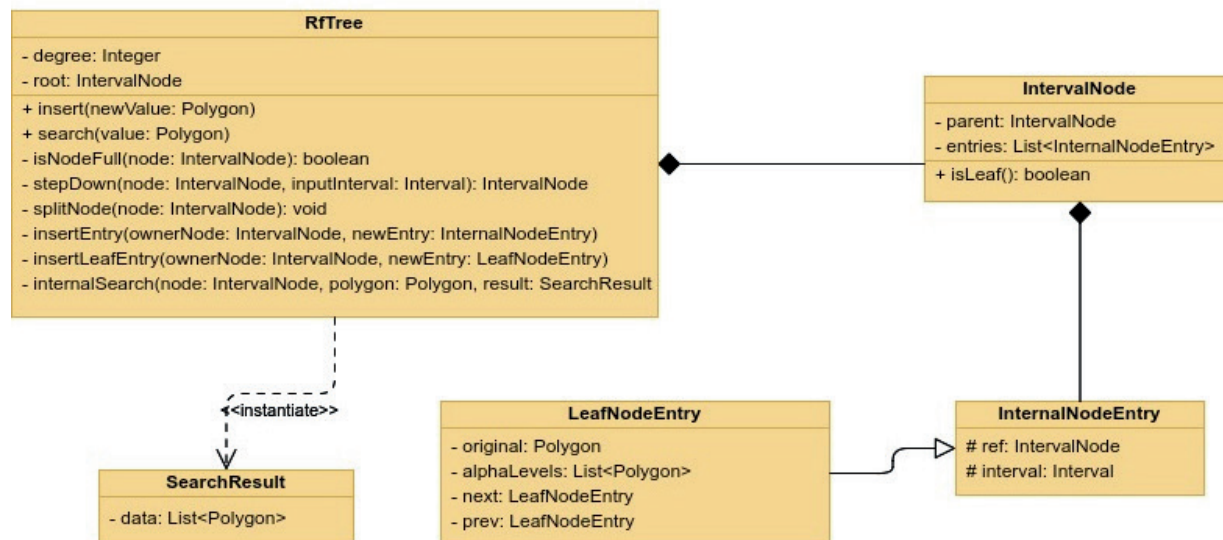 RfTree
- degree: Integer
- root: IntervalNode
+ insert(newValue: Polygon)
+ search(value: Polygon)
- isNodeFull(node: IntervalNode): boolean
- stepDown(node: IntervalNode, inputInterval: Interval): IntervalNode
- splitNode(node: IntervalNode): void
- insertEntry(ownerNode: IntervalNode, newEntry: InternalNodeEntry)
- insertLeafEntry(ownerNode: IntervalNode, newEntry: LeafNodeEntry)
- internalSearch(node: IntervalNode, polygon: Polygon, result: SearchResult
IntervalNode
- parent: IntervalNode
- entries: List<InternalNodeEntry>
+ isLeaf(): boolean
<<instantiate>>
SearchResult
- data: List<Polygon>
LeafNodeEntry
- original: Polygon
- alphaLevels: List<Polygon>
- next: LeafNodeEntry
- prev: LeafNodeEntry
InternalNodeEntry
# ref: IntervalNode
# interval: Interval